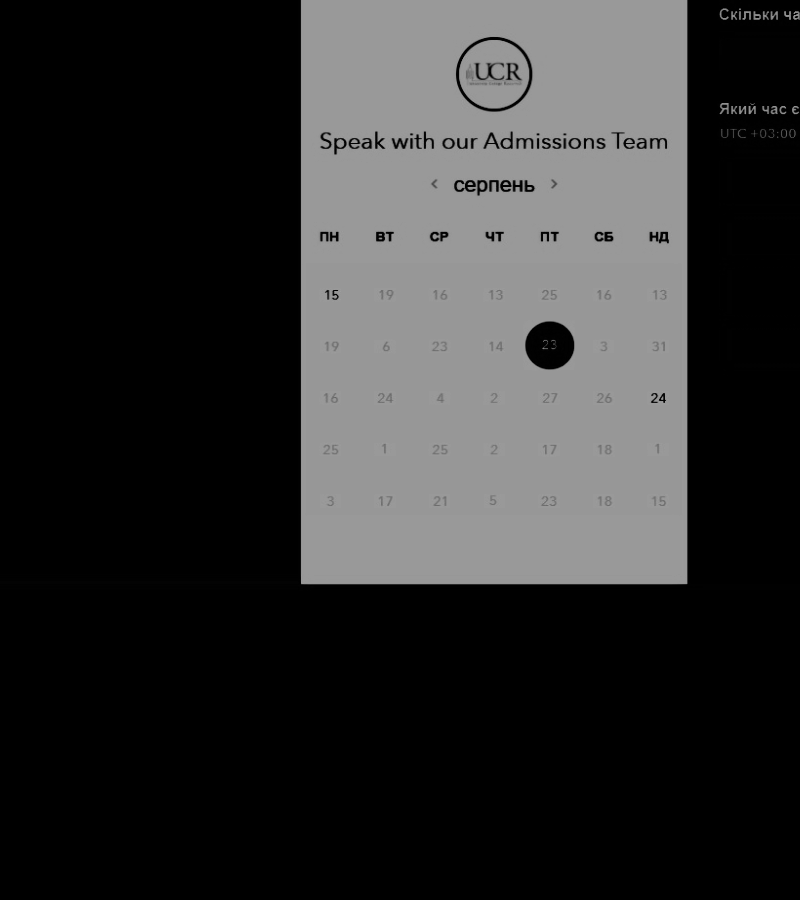 Скільки ча
UCR
Speak with our Admissions Team
серпень
ПН ВТ СР ЧТ ПТ СБ НД
15 19 16 13 25 16 13
19 6 23 14 23 3 31
16 24 4 2 27 26 24
25 1 25 2 17 18 1
3 17 21 5 23 18 15
Який час є
UTC +03:00